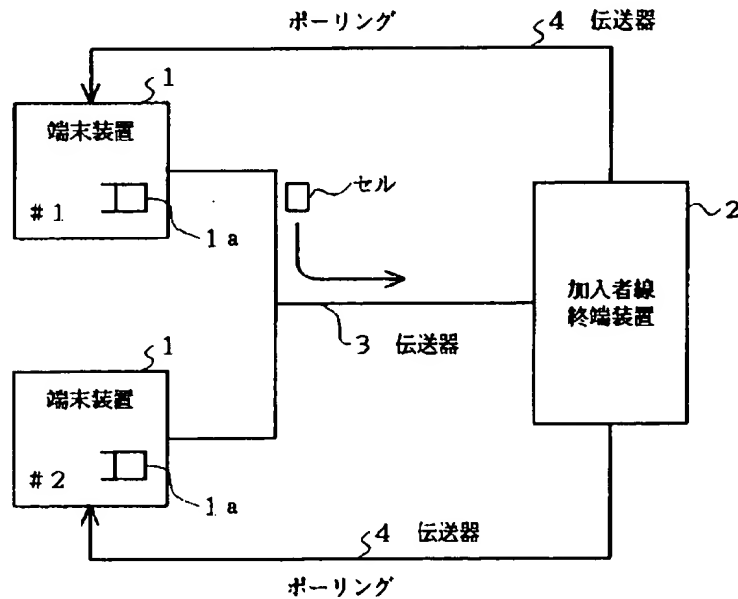 ポーリング
4 伝送器
1
端末装置
#1
1a
セル
2
加入者線
終端装置
3 伝送器
1
端末装置
#2
1a
4 伝送器
ポーリング